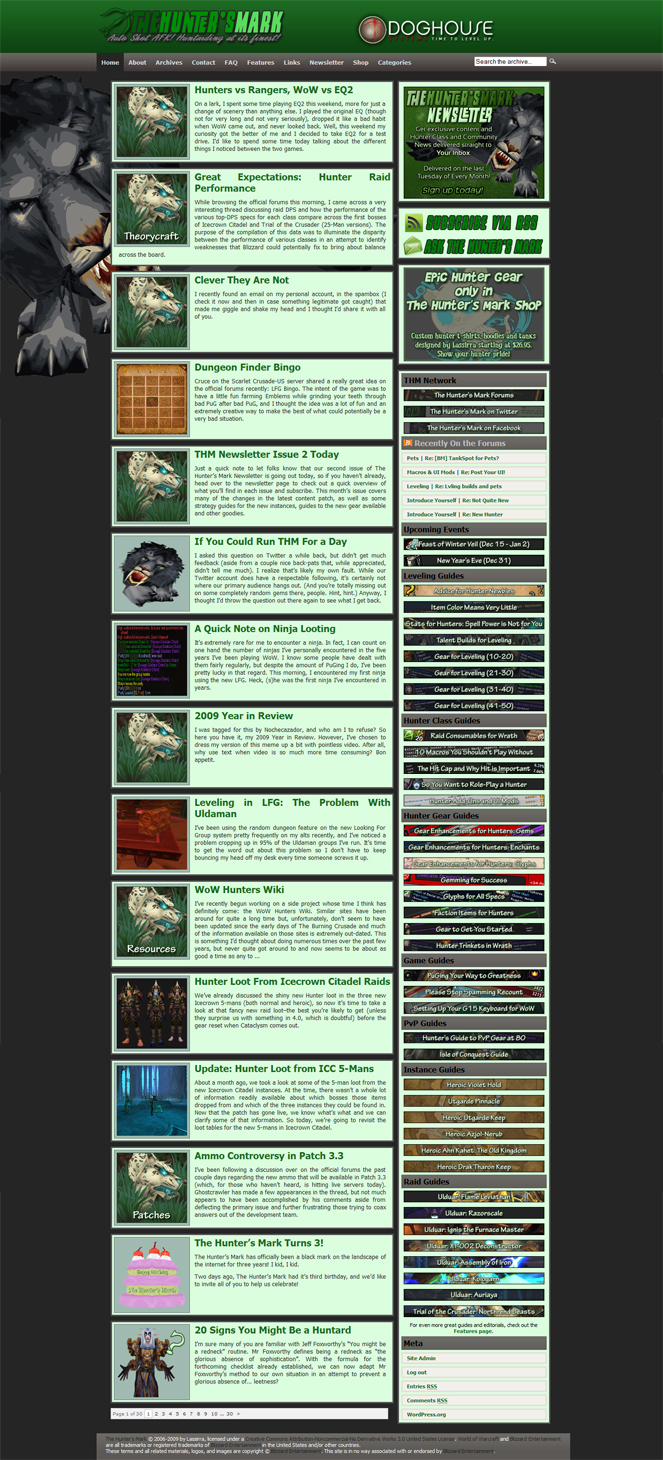 THEHUNTER'SMARK
Auto Shot AFK! Huntarding at its finest!
DOGHOUSE
TIME TO LEVEL UP
Home About Archives Contact FAQ Features Links Newsletter Shop Categories
Search the archive...
Hunters vs Rangers, WoW vs EQ2
On a lark, I spent some time playing EQ2 this weekend, more for just a
change of scenery than anything else. I played the original EQ (though
not for very long and not very seriously), dropped it like a bad habit
when WoW came out, and never looked back. Well, this weekend my
curiosity got the better of me and I decided to take EQ2 for a test
drive. I'd like to spend some time today talking about the different
things I noticed between the two games.
Theorycraft
Great Expectations: Hunter Raid
Performance
While browsing the official forums this morning, I came across a very
interesting thread discussing raid DPS and how the performance of the
various top-DPS specs for each class compare across the first bosses
of Icecrown Citadel and Trial of the Crusader (25-Man versions). The
purpose of the compilation of this data was to illuminate the disparity
between the performance of various classes in an attempt to identify
weaknesses that Blizzard could potentially fix to bring about balance
across the board.
Clever They Are Not
I recently found an email on my personal account, in the spambox (I
check it now and then in case something legitimate got caught) that
made me giggle and shake my head and I thought I'd share it with all
of you.
Dungeon Finder Bingo
Cruce on the Scarlet Crusade-US server shared a really great idea on
the official forums recently: LFG Bingo. The intent of the game was to
have a little fun farming Emblems while grinding your teeth through
bad PuG after bad PuG, and I thought the idea was a lot of fun and an
extremely creative way to make the best of what could potentially be a
very bad situation.
THM Newsletter Issue 2 Today
Just a quick note to let folks know that our second issue of The
Hunter's Mark Newsletter is going out today, so if you haven't already,
head over to the newsletter page to check out a quick overview of
what you'll find in each issue and subscribe. This month's issue covers
many of the changes in the latest content patch, as well as some
strategy guides for the new instances, guides to the new gear available
and other goodies.
If You Could Run THM For a Day
I asked this question on Twitter a while back, but didn't get much
feedback (aside from a couple nice back-pats that, while appreciated,
didn't tell me much). I realize that's likely my own fault. While our
Twitter account does have a respectable following, it's certainly not
where our primary audience hangs out. (And you're totally missing out
on some completely random gems there, people. Hint, hint.) Anyway, I
thought I'd throw the question out there again to see what I get back.
A Quick Note on Ninja Looting
It's extremely rare for me to encounter a ninja. In fact, I can count on
one hand the number of ninjas I've personally encountered in the five
years I've been playing WoW. I know some people have dealt with
them fairly regularly, but despite the amount of PuGing I do, I've been
pretty lucky in that regard. This morning, I encountered my first ninja
using the new LFG. Heck, (s)he was the first ninja I've encountered in
years.
2009 Year in Review
I was tagged for this by Nochecazador, and who am I to refuse? So
here you have it, my 2009 Year in Review. However, I've chosen to
dress my version of this meme up a bit with pointless video. After all,
why use text when video is so much more time consuming? Bon
appetit.
Leveling in LFG: The Problem With
Uldaman
I've been using the random dungeon feature on the new Looking For
Group system pretty frequently on my alts recently, and I've noticed a
problem cropping up in 95% of the Uldaman groups I've run. It's time
to get the word out about this problem so I don't have to keep
bouncing my head off my desk every time someone screws it up.
Resources
WoW Hunters Wiki
I've recently begun working on a side project whose time I think has
definitely come: the WoW Hunters Wiki. Similar sites have been
around for quite a long time but, unfortunately, don't seem to have
been updated since the early days of The Burning Crusade and much
of the information available on those sites is extremely out-dated. This
is something I'd thought about doing numerous times over the past few
years, but never quite got around to and now seems to be about as
good a time as any to ...
Hunter Loot From Icecrown Citadel Raids
We've already discussed the shiny new Hunter loot in the three new
Icecrown 5-mans (both normal and heroic), so now it's time to take a
look at that fancy new raid loot–the best you're likely to get (unless
they surprise us with something in 4.0, which is doubtful) before the
gear reset when Cataclysm comes out.
Update: Hunter Loot from ICC 5-Mans
About a month ago, we took a look at some of the 5-man loot from the
new Icecrown Citadel instances. At the time, there wasn't a whole lot
of information readily available about which bosses those items
dropped from and which of the three instances they could be found in.
Now that the patch has gone live, we know what's what and we can
clarify some of that information. So today, we're going to revisit the
loot tables for the new 5-mans in Icecrown Citadel.
Patches
Ammo Controversy in Patch 3.3
I've been following a discussion over on the official forums the past
couple days regarding the new ammo that will be available in Patch 3.3
(which, for those who haven't heard, is hitting live servers today).
Ghostcrawler has made a few appearances in the thread, but not much
appears to have been accomplished by his comments aside from
deflecting the primary issue and further frustrating those trying to coax
answers out of the development team.
The Hunter's Mark Turns 3!
The Hunter's Mark has officially been a black mark on the landscape of
the internet for three years! I kid, I kid.
Two days ago, The Hunter's Mark had it's third birthday, and we'd like
to invite all of you to help us celebrate!
20 Signs You Might Be a Huntard
I'm sure many of you are familiar with Jeff Foxworthy's "You might be
a redneck" routine. Mr Foxworthy defines being a redneck as "the
glorious absence of sophistication". With the formula for the
forthcoming checklist already established, we can now adapt Mr
Foxworthy's method to our own situation in an attempt to prevent a
glorious absence of... leetness?
Page 1 of 30 1 2 3 4 5 6 7 8 9 10 ... 30 >
THEHUNTER'SMARK
NEWSLETTER
Get exclusive content and
Hunter Class and Community
News delivered straight to
Your Inbox
Delivered on the last
Tuesday of Every Month!
Sign up today!
SUBSCRIBE VIA RSS
ASK THE HUNTER'S MARK
Epic Hunter Gear
only in
The Hunter's Mark Shop
Custom hunter t-shirts, hoodies and tanks
designed by Lassirra starting at $26.95.
Show your hunter pride!
THM Network
The Hunter's Mark Forums
The Hunter's Mark on Twitter
The Hunter's Mark on Facebook
Recently On the Forums
Pets | Re: [BM] TankSpot for Pets?
Macros & UI Mods | Re: Post Your UI!
Leveling | Re: Lvling builds and pets
Introduce Yourself | Re: Not Quite New
Introduce Yourself | Re: New Hunter
Upcoming Events
Feast of Winter Veil (Dec 15 - Jan 2)
New Year's Eve (Dec 31)
Leveling Guides
Advice for Hunter Newbies
Item Color Means Very Little
Stats for Hunters: Spell Power is Not for You
Talent Builds for Leveling
Gear for Leveling (10-20)
Gear for Leveling (21-30)
Gear for Leveling (31-40)
Gear for Leveling (41-50)
Hunter Class Guides
Raid Consumables for Wrath
10 Macros You Shouldn't Play Without
The Hit Cap and Why Hit is Important
So You Want to Role-Play a Hunter
Hunter Add-Ons and UI Mods
Hunter Gear Guides
Gear Enhancements for Hunters: Gems
Gear Enhancements for Hunters: Enchants
Gear Enhancements for Hunters: Glyphs
Gemming for Success
Glyphs for All Specs
Faction Items for Hunters
Gear to Get You Started
Hunter Trinkets in Wrath
Game Guides
PuGing Your Way to Greatness
Please Stop Spamming Recount
Setting Up Your G15 Keyboard for WoW
PvP Guides
Hunter's Guide to PvP Gear at 80
Isle of Conquest Guide
Instance Guides
Heroic Violet Hold
Utgarde Pinnacle
Heroic Utgarde Keep
Heroic Azjol-Nerub
Heroic Ahn Kahet: The Old Kingdom
Heroic Drak Tharon Keep
Raid Guides
Ulduar: Flame Leviathan
Ulduar: Razorscale
Ulduar: Ignis the Furnace Master
Ulduar: XT-002 Deconstructor
Ulduar: Assembly of Iron
Ulduar: Kologarn
Ulduar: Auriaya
Trial of the Crusader: Northrend Beasts
For even more great guides and editorials, check out the
Features page.
Meta
Site Admin
Log out
Entries RSS
Comments RSS
WordPress.org
The Hunter's Mark © 2006-2009 by Lassirra, licensed under a Creative Commons Attribution-Noncommercial-No Derivative Works 3.0 United States License. World of Warcraft and Blizzard Entertainment
are all trademarks or registered trademarks of Blizzard Entertainment in the United States and/or other countries.
These terms and all related materials, logos, and images are copyright © Blizzard Entertainment. This site is in no way associated with or endorsed by Blizzard Entertainment.